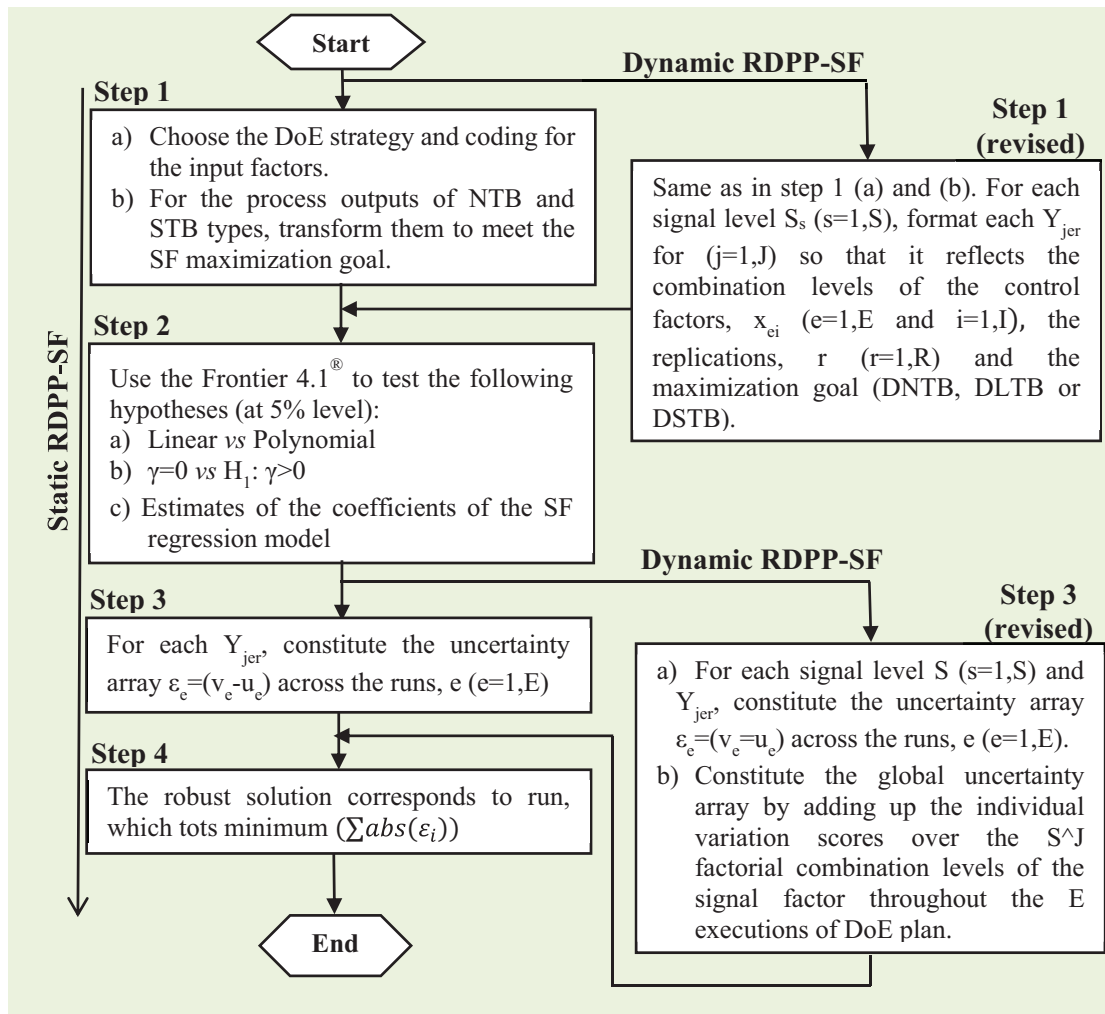 Start
Dynamic RDPP-SF
Step 1
a) Choose the DoE strategy and coding for
the input factors.
b) For the process outputs of NTB and
STB types, transform them to meet the
SF maximization goal.
Step 1
(revised)
Same as in step 1 (a) and (b). For each
signal level Sₛ (s=1,S), format each Y_jer
for (j=1,J) so that it reflects the
combination levels of the control
factors, x_ei (e=1,E and i=1,I), the
replications, r (r=1,R) and the
maximization goal (DNTB, DLTB or
DSTB).
Static RDPP-SF
Step 2
Use the Frontier 4.1® to test the following
hypotheses (at 5% level):
a) Linear vs Polynomial
b) γ=0 vs H₁: γ>0
c) Estimates of the coefficients of the SF
regression model
Dynamic RDPP-SF
Step 3
For each Y_jer, constitute the uncertainty
array εₑ=(vₑ-uₑ) across the runs, e (e=1,E)
Step 3
(revised)
a) For each signal level S (s=1,S) and
Y_jer, constitute the uncertainty array
εₑ=(vₑ=uₑ) across the runs, e (e=1,E).
b) Constitute the global uncertainty
array by adding up the individual
variation scores over the S^J
factorial combination levels of the
signal factor throughout the E
executions of DoE plan.
Step 4
The robust solution corresponds to run,
which tots minimum (∑abs(εᵢ))
End